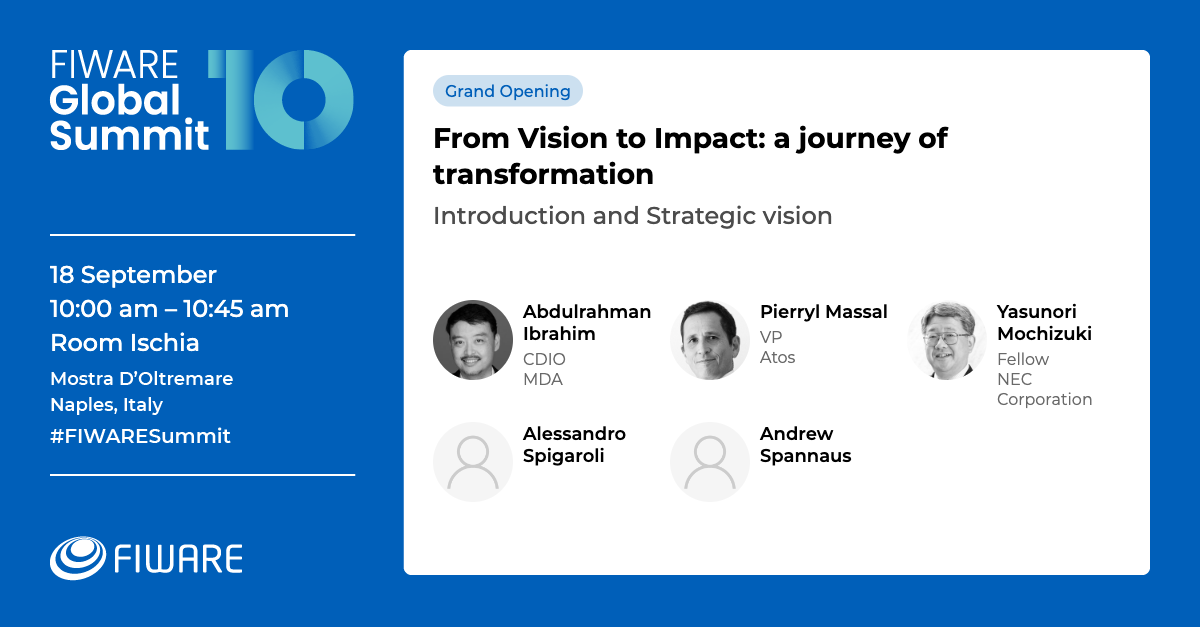 FIWARE
Global
Summit
10
18 September
10:00 am – 10:45 am
Room Ischia
Mostra D’Oltremare
Naples, Italy
#FIWARESummit
FIWARE
Grand Opening
From Vision to Impact: a journey of
transformation
Introduction and Strategic vision
Abdulrahman
Ibrahim
CDIO
MDA
Pierryl Massal
VP
Atos
Yasunori
Mochizuki
Fellow
NEC
Corporation
Alessandro
Spigaroli
Andrew
Spannaus